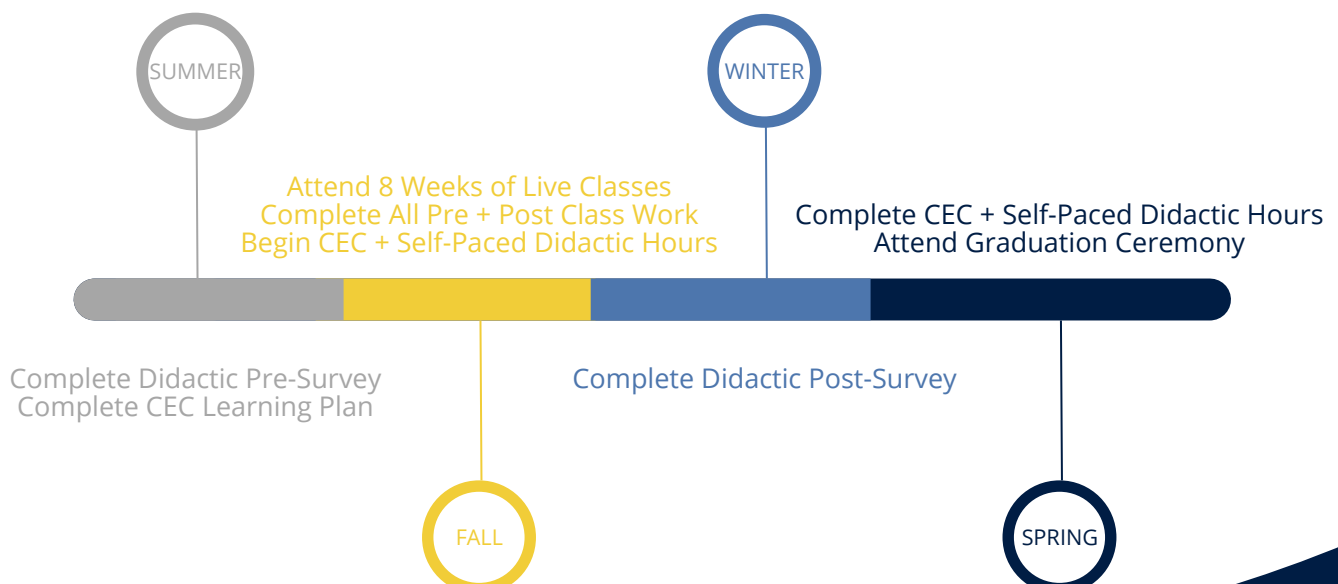 SUMMER
WINTER
Attend 8 Weeks of Live Classes
Complete All Pre + Post Class Work
Begin CEC + Self-Paced Didactic Hours
Complete CEC + Self-Paced Didactic Hours
Attend Graduation Ceremony
Complete Didactic Pre-Survey
Complete CEC Learning Plan
Complete Didactic Post-Survey
FALL
SPRING